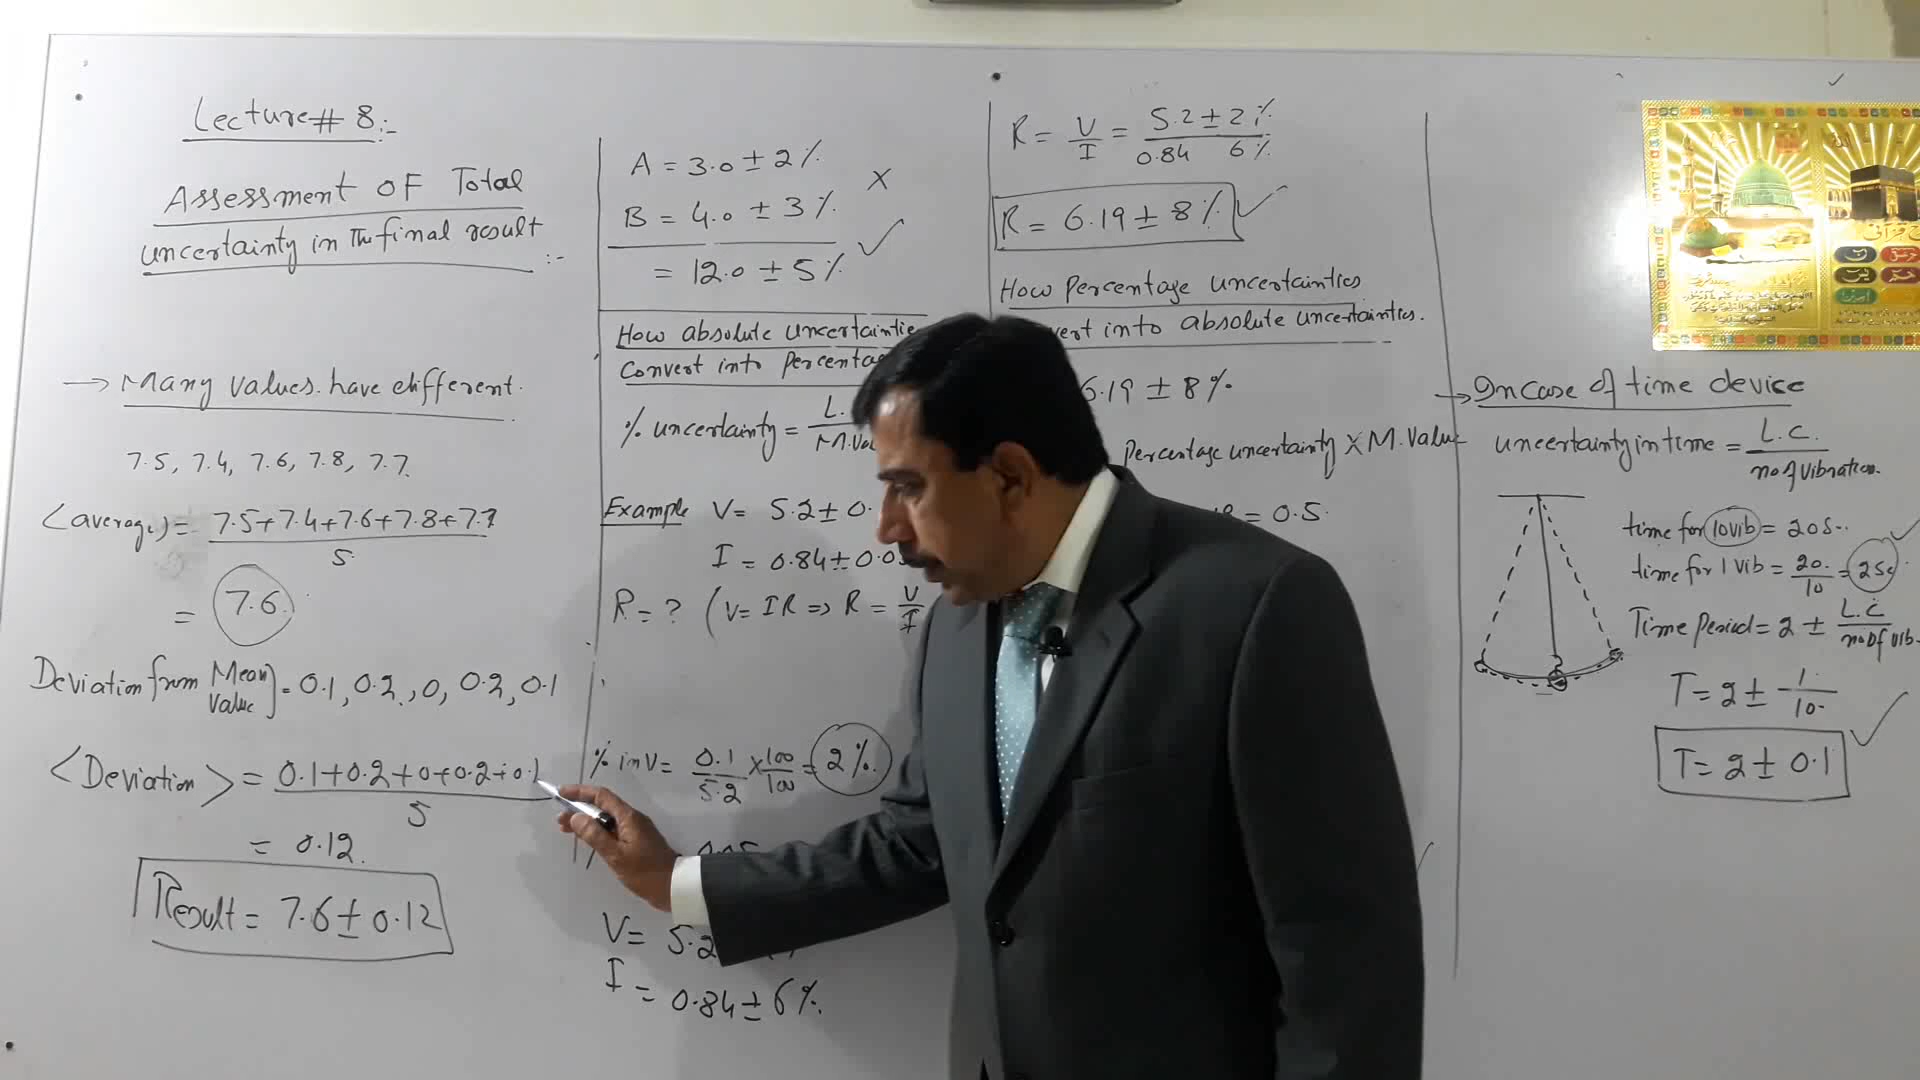 Lecture# 8:-
Assessment OF Total
uncertainty in The final result :-
→ Many values have different.
7.5, 7.4, 7.6, 7.8, 7.7
<average> = 7.5+7.4+7.6+7.8+7.7
5
= 7.6
Deviation from Mean Value] = 0.1, 0.2, 0, 0.2, 0.1
<Deviation> = 0.1+0.2+0+0.2+0.1
5
= 0.12
Result = 7.6 ± 0.12
A = 3.0 ± 2% ×
B = 4.0 ± 3%
= 12.0 ± 5% ✓
How absolute uncertaintie
Convert into Percenta
% uncertainty = L.
M.Va
Example V = 5.2 ± 0.
I = 0.84 ± 0.0
R = ? (V = IR => R = V/I
% in V = 0.1/5.2 × 100/100 = 2%
0.05
V = 5.2
I = 0.84 ± 6%
R = V/I = 5.2 ± 2%
0.84 6%
R = 6.19 ± 8% ✓
How Percentage uncertainties
vert into absolute uncertainties.
6.19 ± 8%
Percentage uncertainty × M. Value
= 0.5
→ In Case of time device
uncertainty in time = L.C.
no of vibration.
time for 10 vib = 20 s ✓
time for 1 vib = 20/10 = 2 Sec
Time Period = 2 ± L.C
no of vib.
T = 2 ± 1/10
T = 2 ± 0.1 ✓